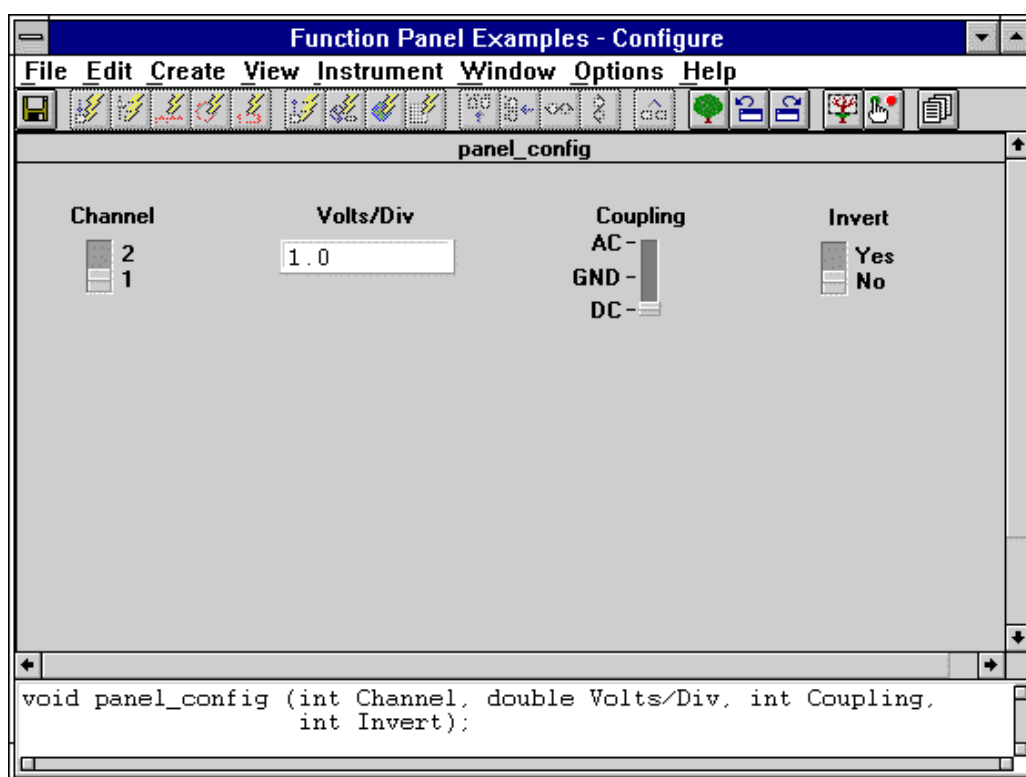 Function Panel Examples - Configure
File Edit Create View Instrument Window Options Help
panel_config
Channel Volts/Div Coupling Invert
2 1.0 AC - Yes
1 GND - No
DC -
void panel_config (int Channel, double Volts/Div, int Coupling,
int Invert);